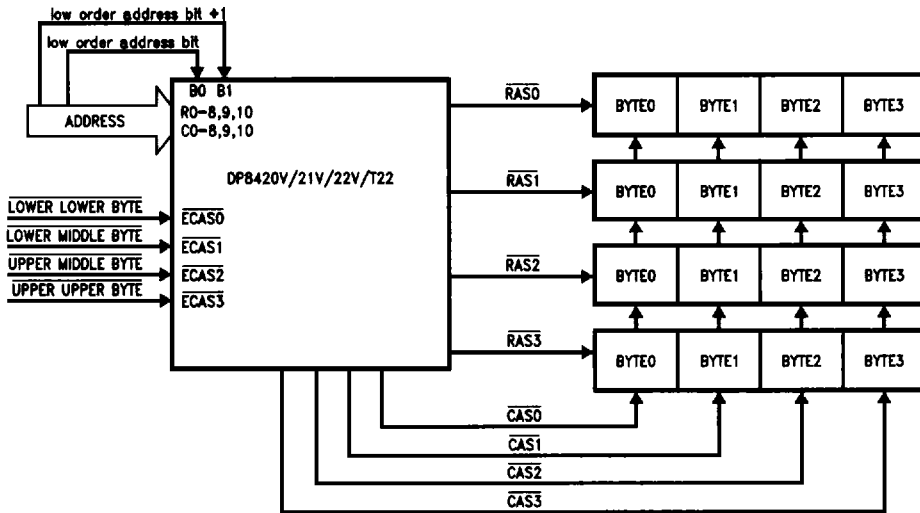 low order address bit +1
low order address bit
B0 B1
R0-8,9,10
C0-8,9,10
ADDRESS
DP8420V/21V/22V/T22
LOWER LOWER BYTE
ECAS0
LOWER MIDDLE BYTE
ECAS1
UPPER MIDDLE BYTE
ECAS2
UPPER UPPER BYTE
ECAS3
RAS0
BYTE0 BYTE1 BYTE2 BYTE3
RAS1
BYTE0 BYTE1 BYTE2 BYTE3
RAS2
BYTE0 BYTE1 BYTE2 BYTE3
RAS3
BYTE0 BYTE1 BYTE2 BYTE3
CAS0
CAS1
CAS2
CAS3